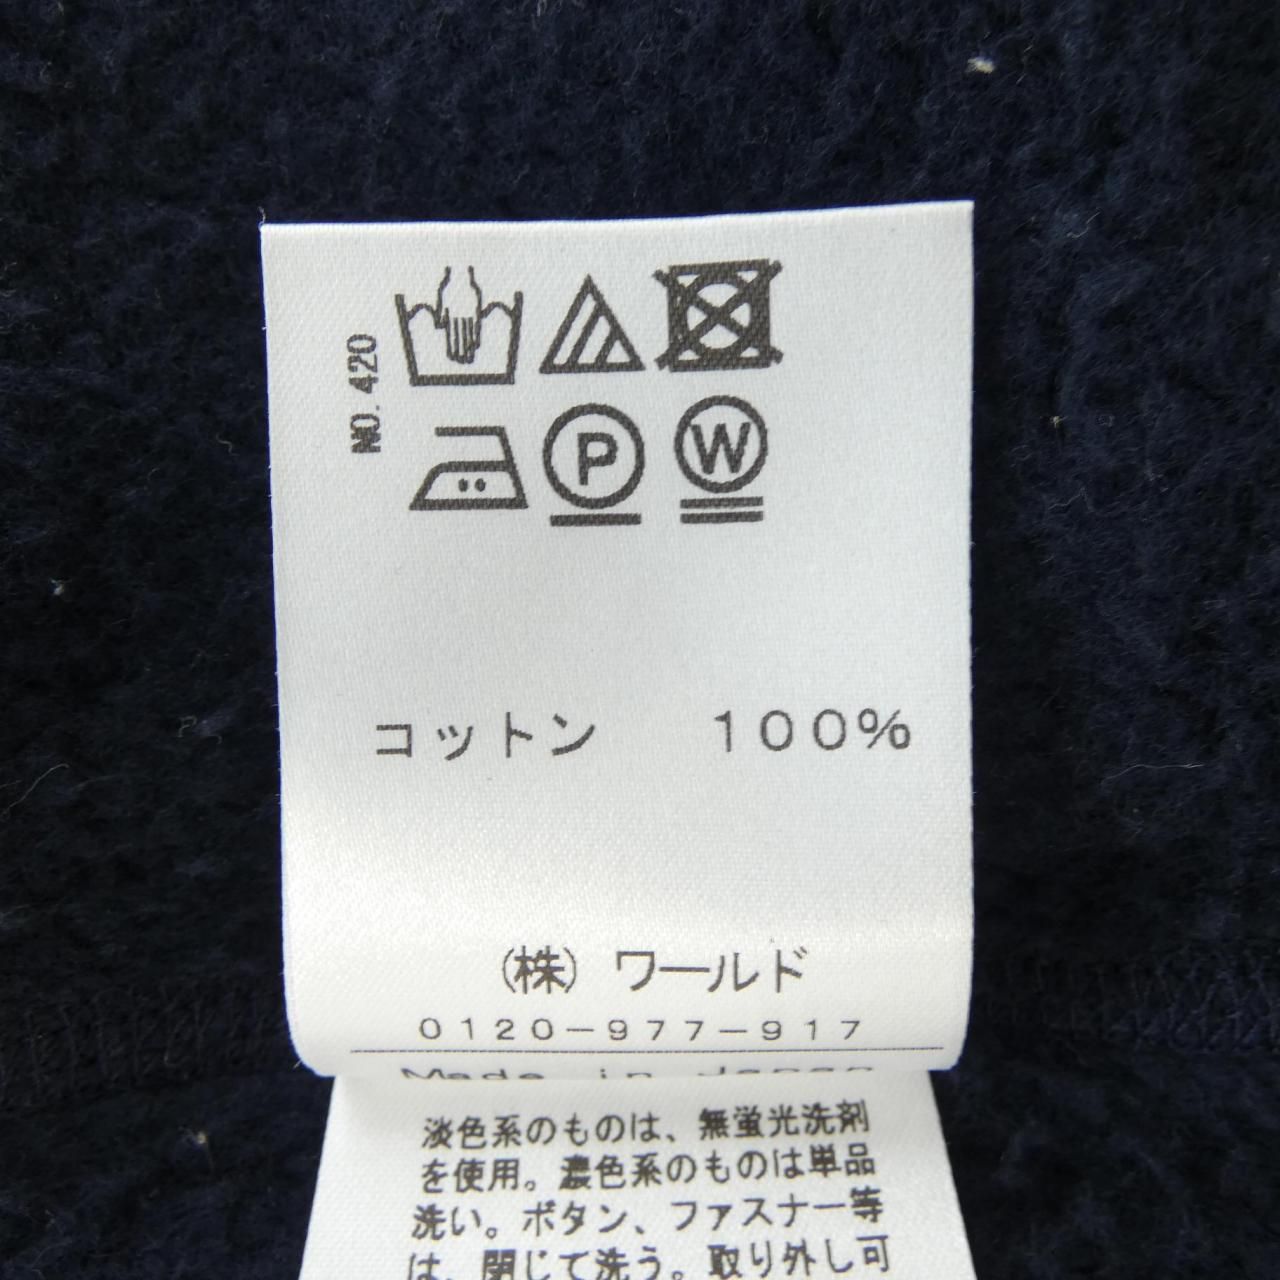 NO. 420
P W
コットン 100%
(株) ワールド
0120-977-917
Made in Japan
淡色系のものは、無蛍光洗剤
を使用。濃色系のものは単品
洗い。ボタン、ファスナー等
は、閉じて洗う。取り外し可